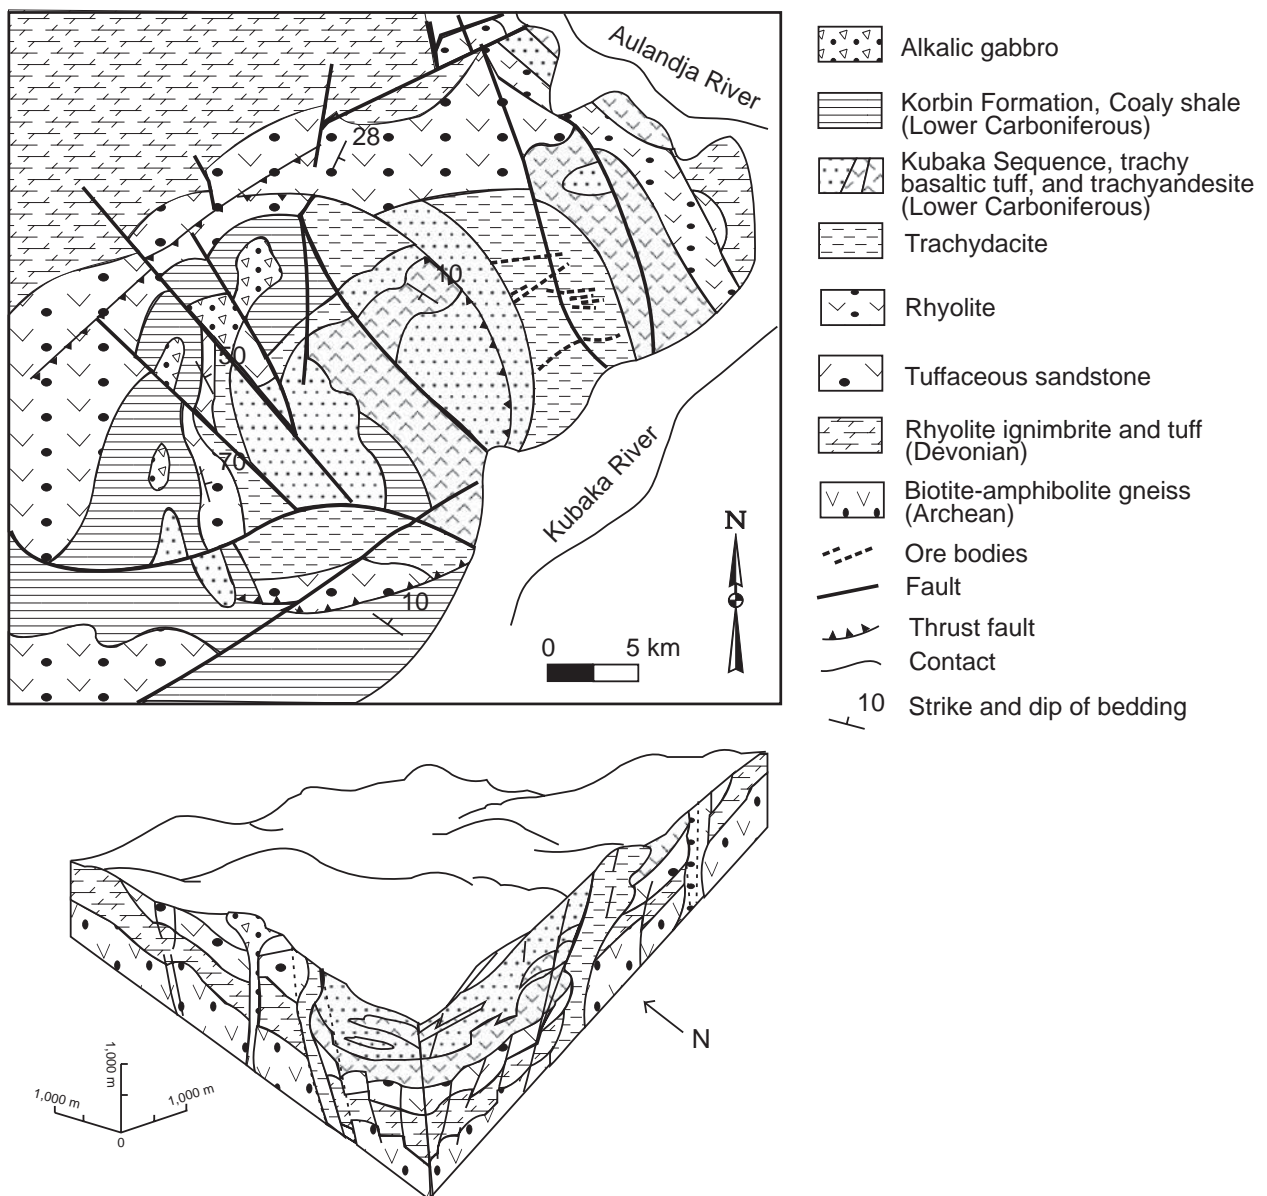 Aulandja River
28
10
50
70
10
Kubaka River
N
0 5 km
Alkalic gabbro
Korbin Formation, Coaly shale
(Lower Carboniferous)
Kubaka Sequence, trachy
basaltic tuff, and trachyandesite
(Lower Carboniferous)
Trachydacite
Rhyolite
Tuffaceous sandstone
Rhyolite ignimbrite and tuff
(Devonian)
Biotite-amphibolite gneiss
(Archean)
Ore bodies
Fault
Thrust fault
Contact
10 Strike and dip of bedding
N
1,000 m
1,000 m
1,000 m
0